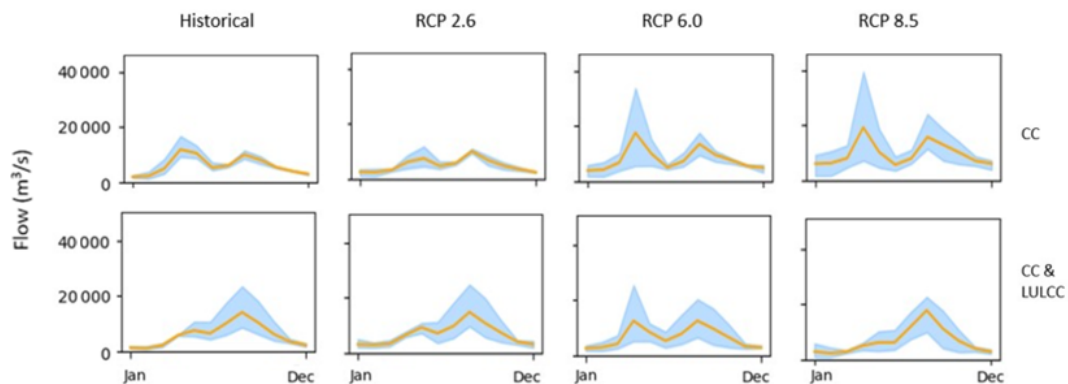 Historical RCP 2.6 RCP 6.0 RCP 8.5
40 000
20 000
0
CC
Flow (m³/s)
Jan Dec Jan Dec Jan Dec Jan Dec
40 000
20 000
0
CC &
LULCC